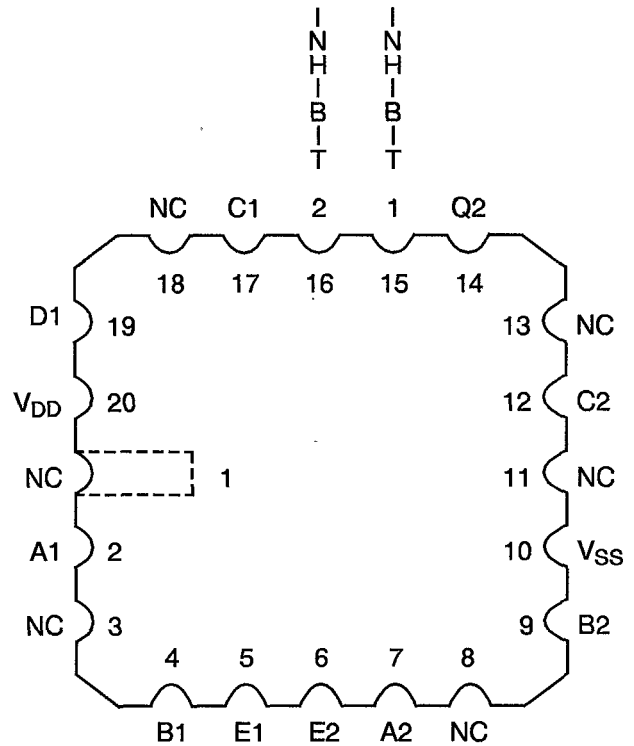 INHIBIT INHIBIT
NC C1 2 1 Q2
18 17 16 15 14
D1 19 13 NC
VDD 20 12 C2
NC 1 11 NC
A1 2 10 VSS
NC 3 9 B2
4 5 6 7 8
B1 E1 E2 A2 NC